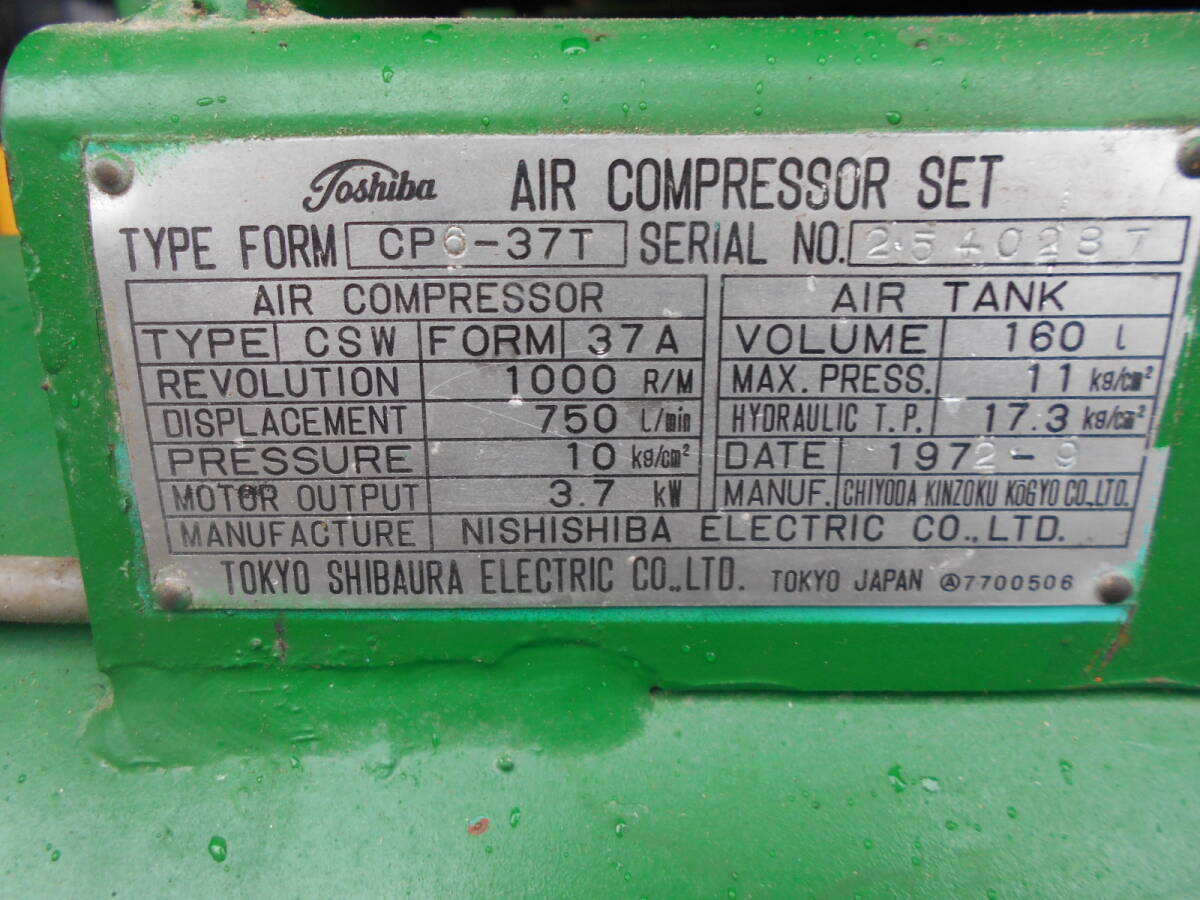 Toshiba AIR COMPRESSOR SET
TYPE FORM CP6-37T SERIAL NO. 2540287
AIR COMPRESSOR
TYPE CSW FORM 37A
REVOLUTION 1000 R/M
DISPLACEMENT 750 l/min
PRESSURE 10 kg/cm²
MOTOR OUTPUT 3.7 kW
AIR TANK
VOLUME 160 l
MAX. PRESS. 11 kg/cm²
HYDRAULIC T.P. 17.3 kg/cm²
DATE 1972-9
MANUF. CHIYODA KINZOKU KOGYO CO.,LTD.
MANUFACTURE NISHISHIBA ELECTRIC CO.,LTD.
TOKYO SHIBAURA ELECTRIC CO.,LTD. TOKYO JAPAN Ⓐ7700506